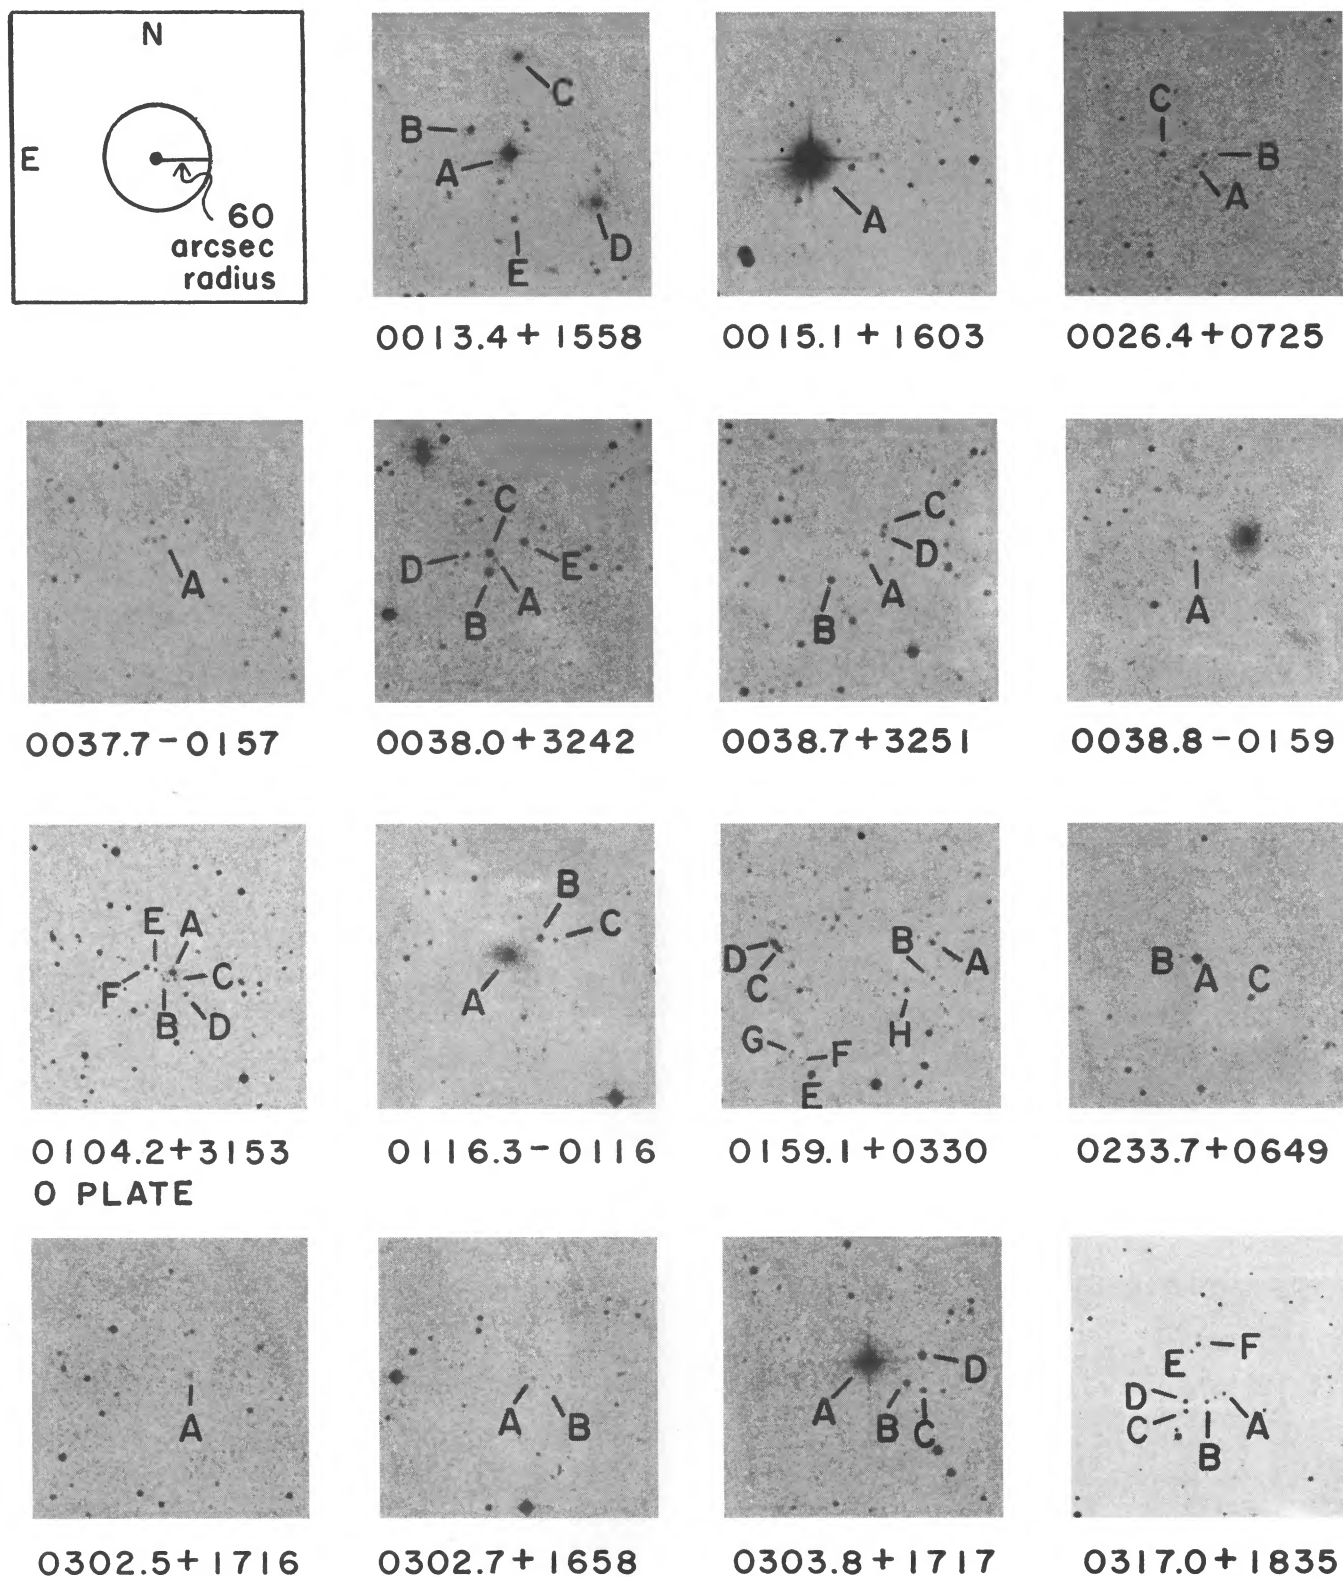 N
E
60
arcsec
radius
C
B
A
D
E
0013.4+1558
A
0015.1+1603
C
B
A
0026.4+0725
A
0037.7-0157
C
D
E
B
A
0038.0+3242
C
D
A
B
0038.7+3251
A
0038.8-0159
E A
C
F
B D
0104.2+3153
O PLATE
B
C
A
0116.3-0116
B
A
D
C
H
G
F
E
0159.1+0330
B
A
C
0233.7+0649
A
0302.5+1716
A B
0302.7+1658
D
A
B C
0303.8+1717
F
E
D
C
A
B
0317.0+1835